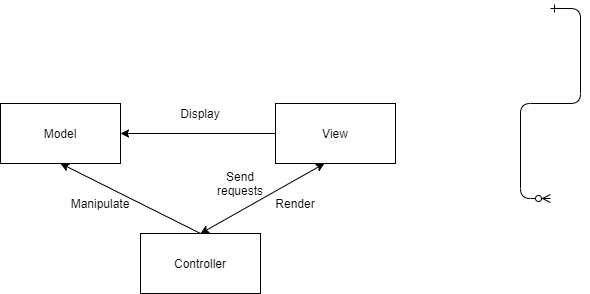 Display
Model
View
Send
requests
Manipulate
Render
Controller